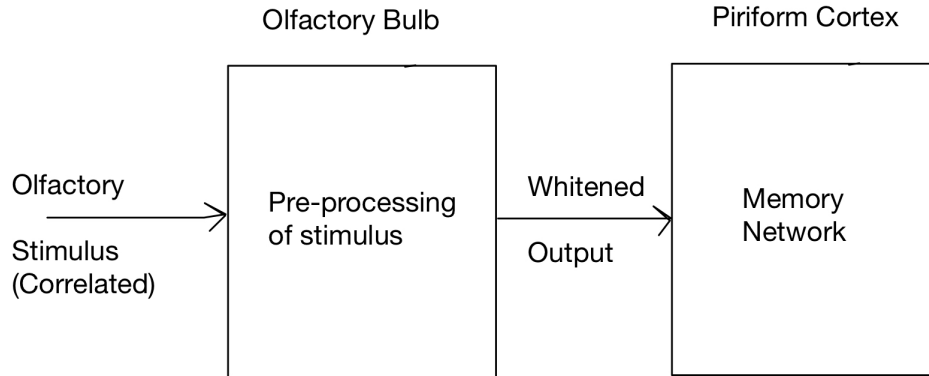 Olfactory Bulb
Piriform Cortex
Olfactory
Stimulus
(Correlated)
Pre-processing
of stimulus
Whitened
Output
Memory
Network